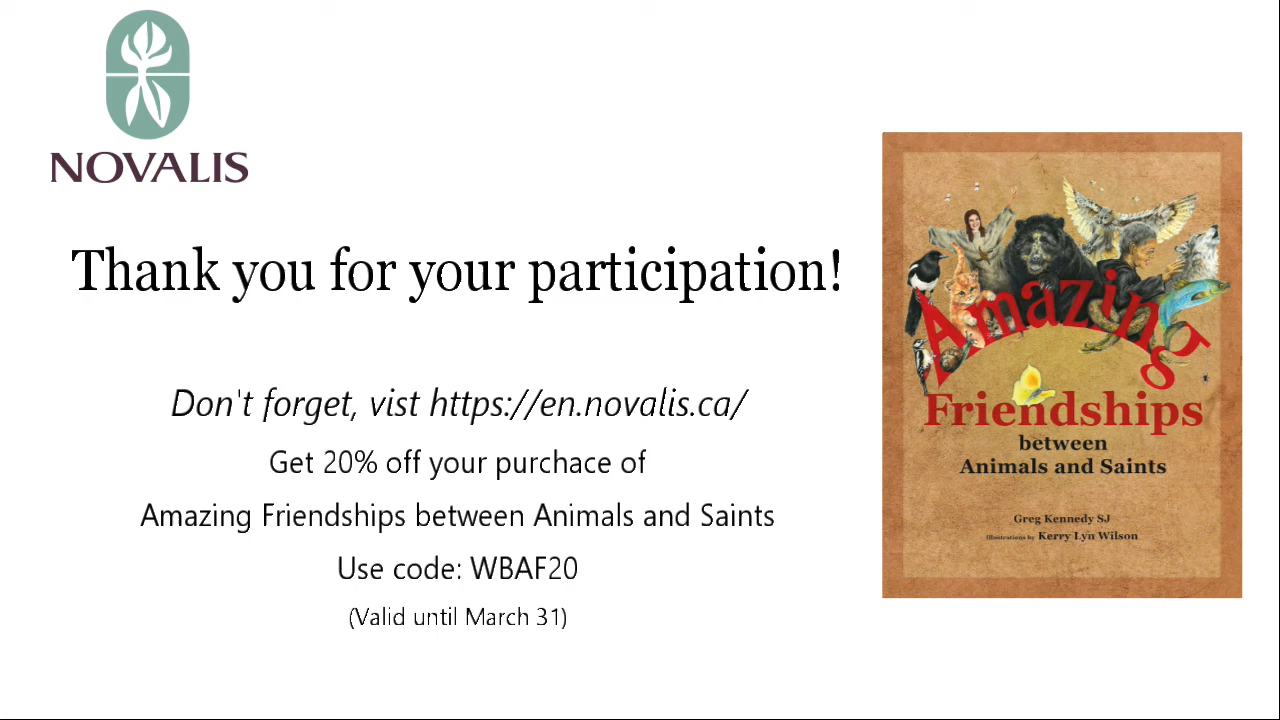 NOVALIS
Thank you for your participation!
Don't forget, vist https://en.novalis.ca/
Get 20% off your purchace of
Amazing Friendships between Animals and Saints
Use code: WBAF20
(Valid until March 31)
Amazing
Friendships
between
Animals and Saints
Greg Kennedy SJ
Illustrations by Kerry Lyn Wilson